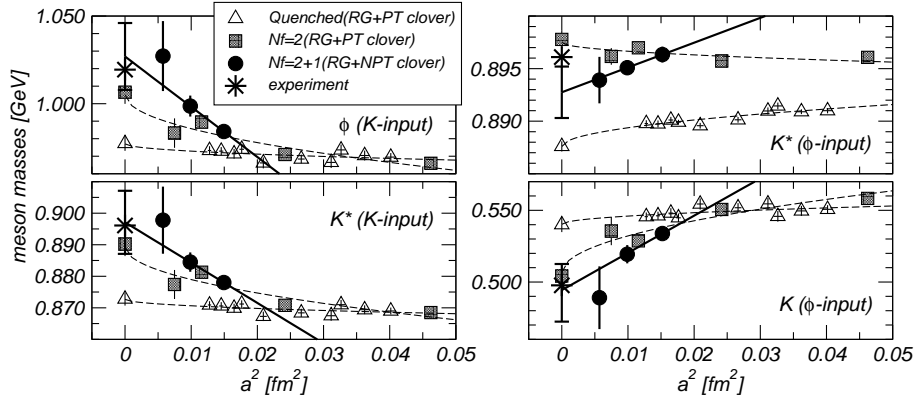 meson masses [GeV]
1.050
1.000
Quenched(RG+PT clover)
Nf=2(RG+PT clover)
Nf=2+1(RG+NPT clover)
experiment
ϕ (K-input)
0.900
0.890
0.880
0.870
K* (K-input)
0 0.01 0.02 0.03 0.04 0.05
a² [fm²]
0.895
0.890
K* (ϕ-input)
0.550
0.500
K (ϕ-input)
0 0.01 0.02 0.03 0.04 0.05
a² [fm²]